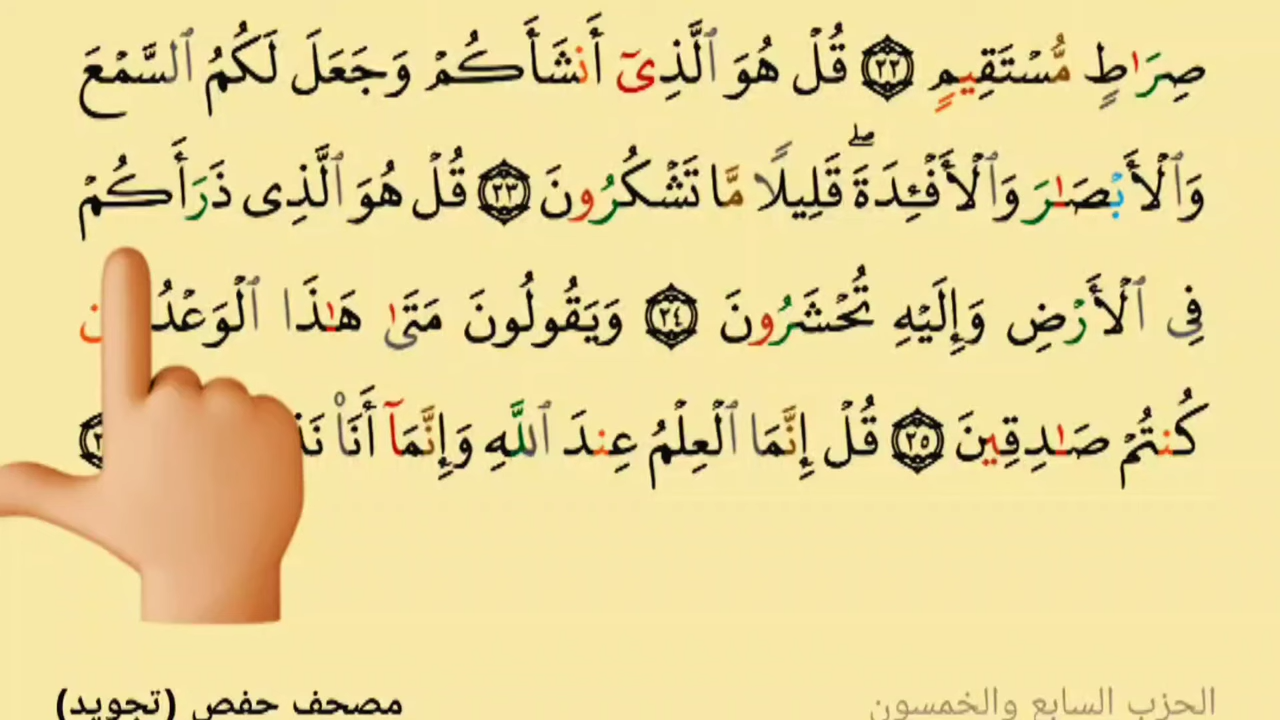 صِرَٰطٍ مُّسْتَقِيمٍ ٢٢ قُلْ هُوَ ٱلَّذِىٓ أَنشَأَكُمْ وَجَعَلَ لَكُمُ ٱلسَّمْعَ
وَٱلْأَبْصَٰرَ وَٱلْأَفْـِٔدَةَ ۖ قَلِيلًا مَّا تَشْكُرُونَ ٢٣ قُلْ هُوَ ٱلَّذِى ذَرَأَكُمْ
فِى ٱلْأَرْضِ وَإِلَيْهِ تُحْشَرُونَ ٢٤ وَيَقُولُونَ مَتَىٰ هَٰذَا ٱلْوَعْدُ
كُنتُمْ صَٰدِقِينَ ٢٥ قُلْ إِنَّمَا ٱلْعِلْمُ عِندَ ٱللَّهِ وَإِنَّمَآ أَنَا۠
الحزب السابع والخمسون مصحف حفص (تجويد)